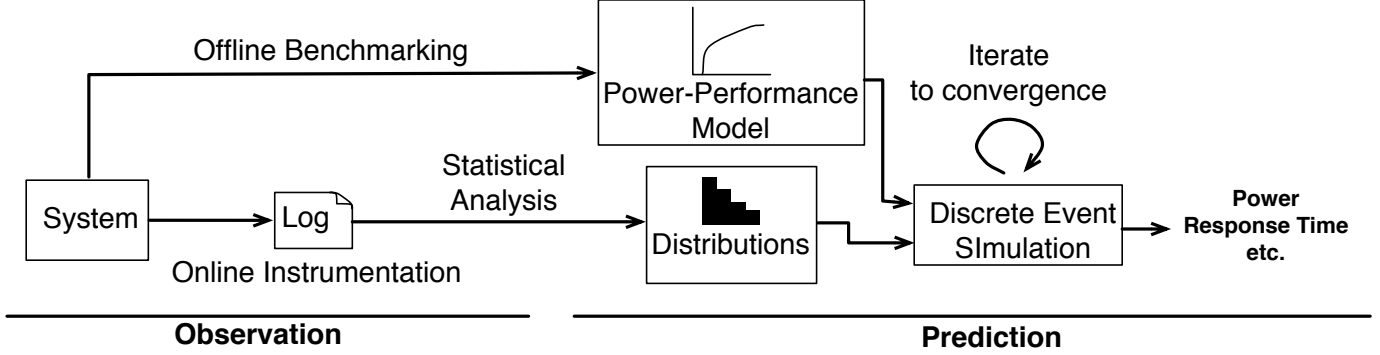 Offline Benchmarking
Power-Performance
Model
Iterate
to convergence
System
Log
Online Instrumentation
Statistical
Analysis
Distributions
Discrete Event
SImulation
Power
Response Time
etc.
Observation
Prediction